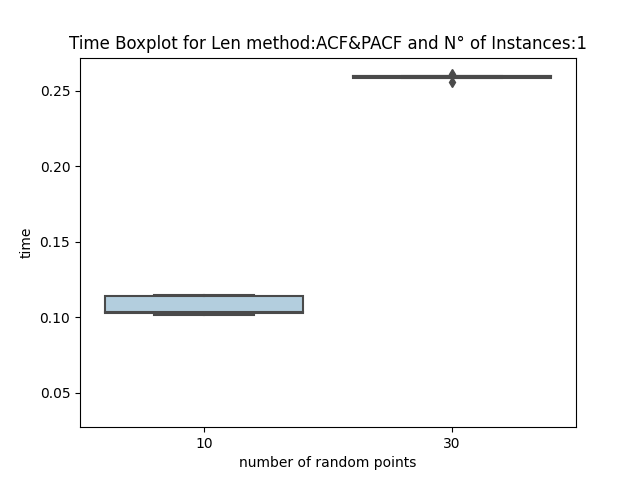 Time Boxplot for Len method:ACF&PACF and N° of Instances:1
0.25
0.20
0.15
0.10
0.05
time
10
30
number of random points